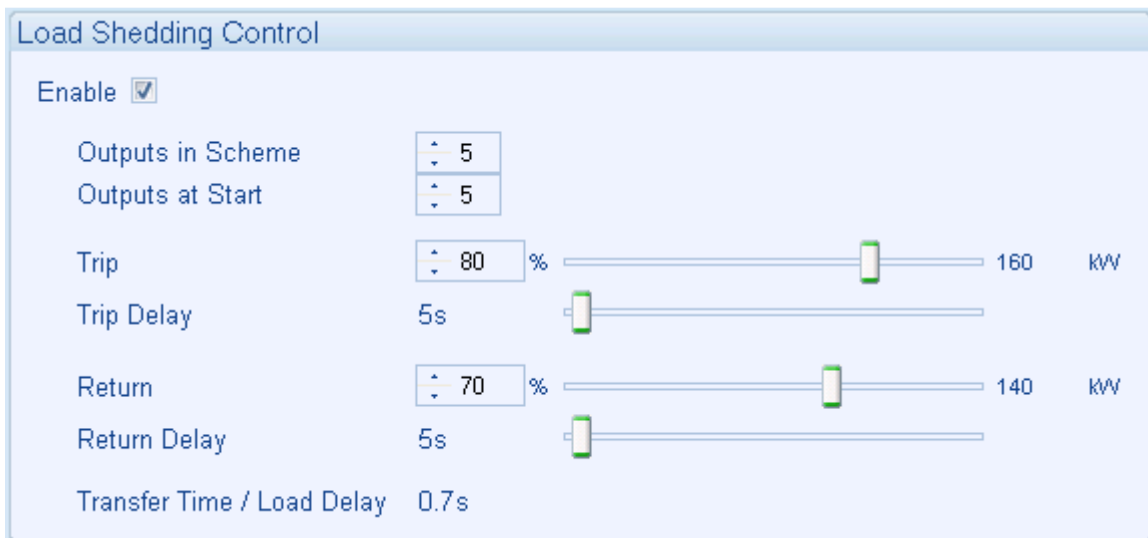 Load Shedding Control
Enable
Outputs in Scheme 5
Outputs at Start 5
Trip 80 % 160 kW
Trip Delay 5s
Return 70 % 140 kW
Return Delay 5s
Transfer Time / Load Delay 0.7s